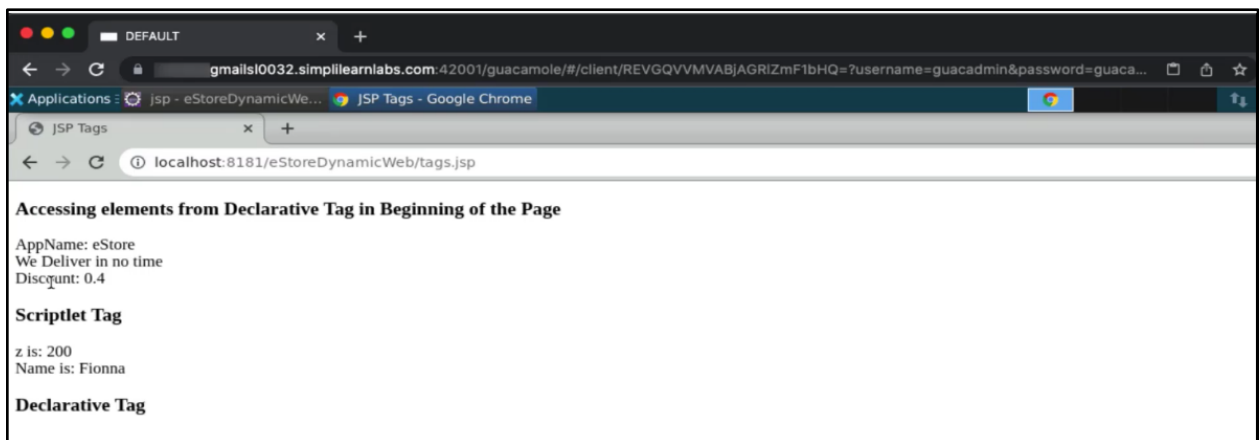 DEFAULT
gmailsl0032.simplilearnlabs.com:42001/guacamole/#/client/REVGQVVMVABjAGRlZmF1bHQ=?username=guacadmin&password=guaca...
Applications jsp - eStoreDynamicWe... JSP Tags - Google Chrome
JSP Tags
localhost:8181/eStoreDynamicWeb/tags.jsp
Accessing elements from Declarative Tag in Beginning of the Page
AppName: eStore
We Deliver in no time
Discount: 0.4
Scriptlet Tag
z is: 200
Name is: Fionna
Declarative Tag